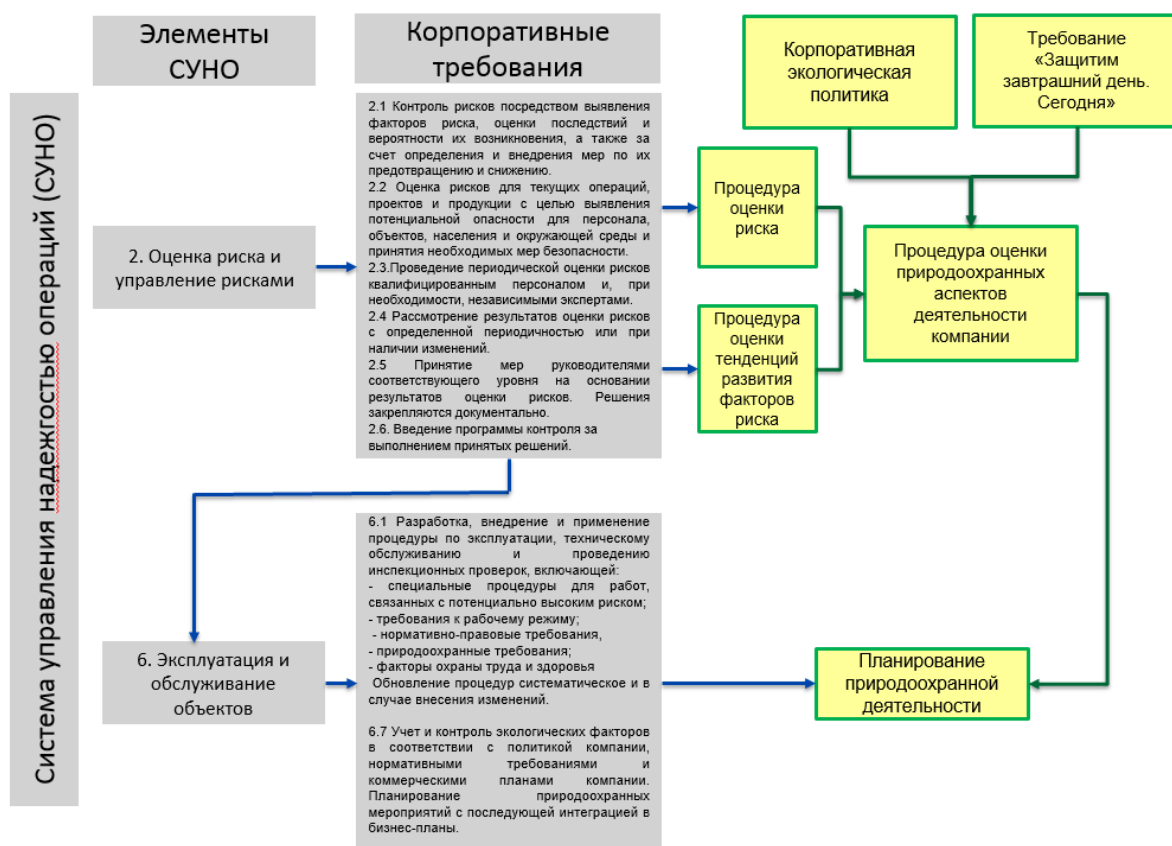 Система управления надежгостью операций (СУНО)
Элементы
СУНО
Корпоративные
требования
Корпоративная
экологическая
политика
Требование
«Защитим
завтрашний день.
Сегодня»
2. Оценка риска и
управление рисками
2.1 Контроль рисков посредством выявления
факторов риска, оценки последствий и
вероятности их возникновения, а также за
счет определения и внедрения мер по их
предотвращению и снижению.
2.2 Оценка рисков для текущих операций,
проектов и продукции с целью выявления
потенциальной опасности для персонала,
объектов, населения и окружающей среды и
принятия необходимых мер безопасности.
2.3.Проведение периодической оценки рисков
квалифицированным персоналом и, при
необходимости, независимыми экспертами.
2.4 Рассмотрение результатов оценки рисков
с определенной периодичностью или при
наличии изменений.
2.5 Принятие мер руководителями
соответствующего уровня на основании
результатов оценки рисков. Решения
закрепляются документально.
2.6. Введение программы контроля за
выполнением принятых решений.
Процедура
оценки
риска
Процедура
оценки
тенденций
развития
факторов
риска
Процедура оценки
природоохранных
аспектов
деятельности
компании
6. Эксплуатация и
обслуживание
объектов
6.1 Разработка, внедрение и применение
процедуры по эксплуатации, техническому
обслуживанию и проведению
инспекционных проверок, включающей:
- специальные процедуры для работ,
связанных с потенциально высоким риском;
- требования к рабочему режиму;
- нормативно-правовые требования,
- природоохранные требования;
- факторы охраны труда и здоровья
Обновление процедур систематическое и в
случае внесения изменений.
6.7 Учет и контроль экологических факторов
в соответствии с политикой компании,
нормативными требованиями и
коммерческими планами компании.
Планирование природоохранных
мероприятий с последующей интеграцией в
бизнес-планы.
Планирование
природоохранной
деятельности